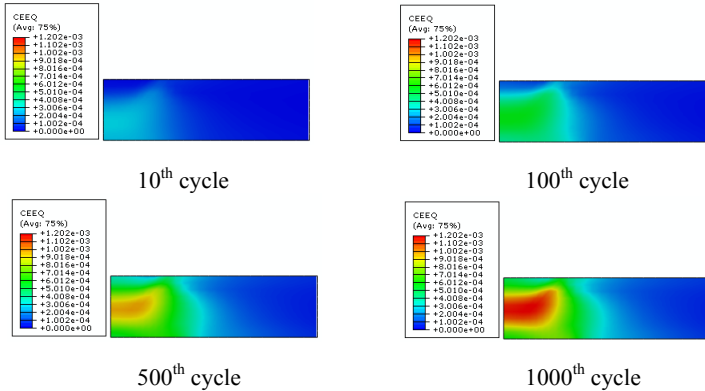 CEEQ
(Avg: 75%)
+1.202e-03
+1.102e-03
+1.002e-03
+9.018e-04
+8.016e-04
+7.014e-04
+6.012e-04
+5.010e-04
+4.008e-04
+3.006e-04
+2.004e-04
+1.002e-04
+0.000e+00
10th cycle
CEEQ
(Avg: 75%)
+1.202e-03
+1.102e-03
+1.002e-03
+9.018e-04
+8.016e-04
+7.014e-04
+6.012e-04
+5.010e-04
+4.008e-04
+3.006e-04
+2.004e-04
+1.002e-04
+0.000e+00
100th cycle
CEEQ
(Avg: 75%)
+1.202e-03
+1.102e-03
+1.002e-03
+9.018e-04
+8.016e-04
+7.014e-04
+6.012e-04
+5.010e-04
+4.008e-04
+3.006e-04
+2.004e-04
+1.002e-04
+0.000e+00
500th cycle
CEEQ
(Avg: 75%)
+1.202e-03
+1.102e-03
+1.002e-03
+9.018e-04
+8.016e-04
+7.014e-04
+6.012e-04
+5.010e-04
+4.008e-04
+3.006e-04
+2.004e-04
+1.002e-04
+0.000e+00
1000th cycle